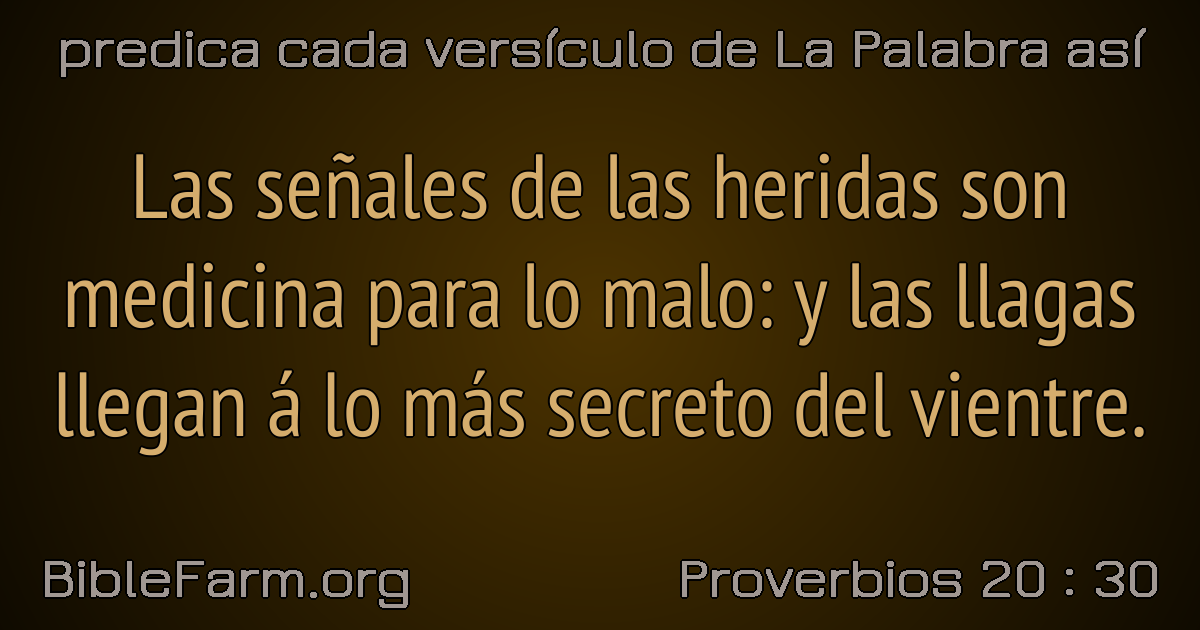 predica cada versículo de La Palabra así
Las señales de las heridas son
medicina para lo malo: y las llagas
llegan á lo más secreto del vientre.
BibleFarm.org
Proverbios 20 : 30